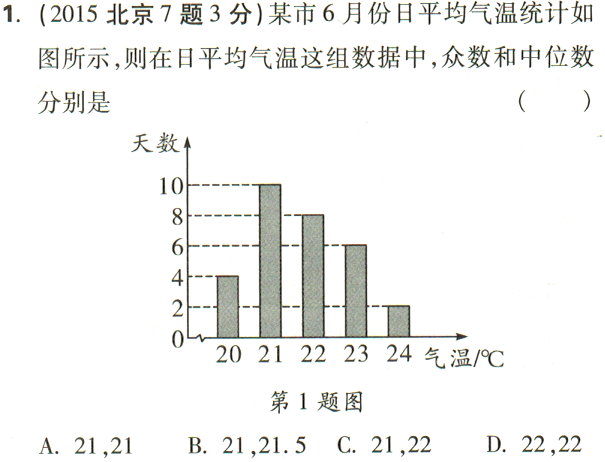 1. (2015 北京 7 题 3 分)某市 6 月份日平均气温统计如
图所示,则在日平均气温这组数据中,众数和中位数
分别是 ( )
天数
10
8
6
4
2
0
20 21 22 23 24 气温/℃
第 1 题图
A. 21,21 B. 21,21.5 C. 21,22 D. 22,22